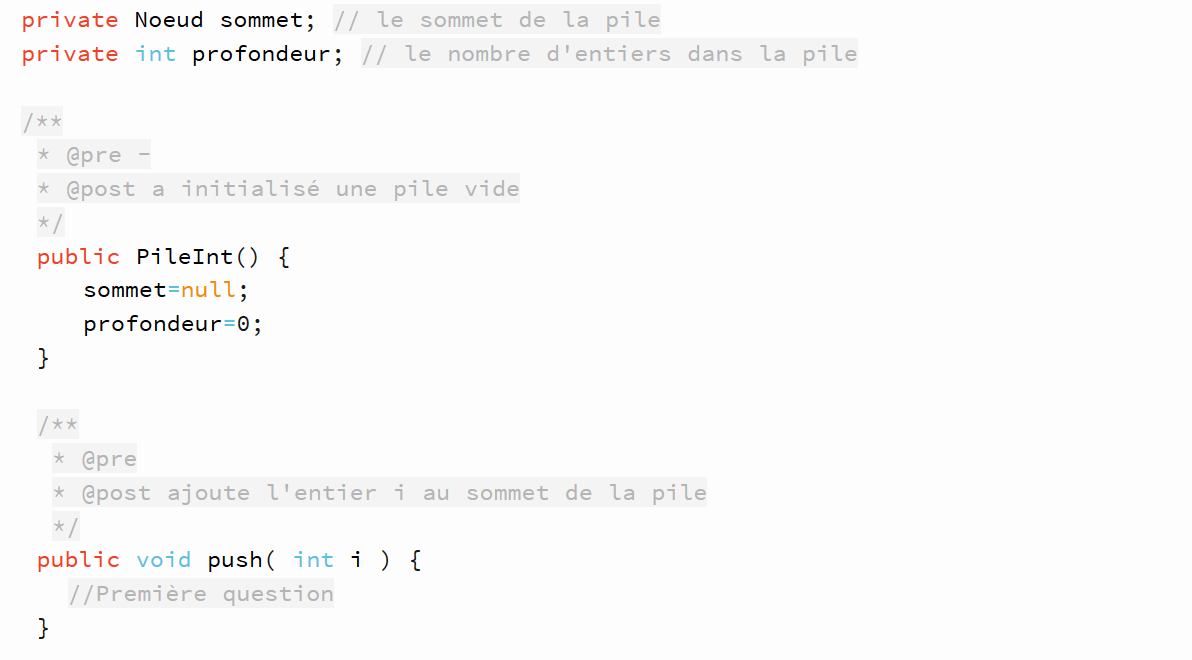 private Noeud sommet; // le sommet de la pile
private int profondeur; // le nombre d'entiers dans la pile
/**
* @pre -
* @post a initialisé une pile vide
*/
public PileInt() {
sommet=null;
profondeur=0;
}
/**
* @pre
* @post ajoute l'entier i au sommet de la pile
*/
public void push( int i ) {
//Première question
}